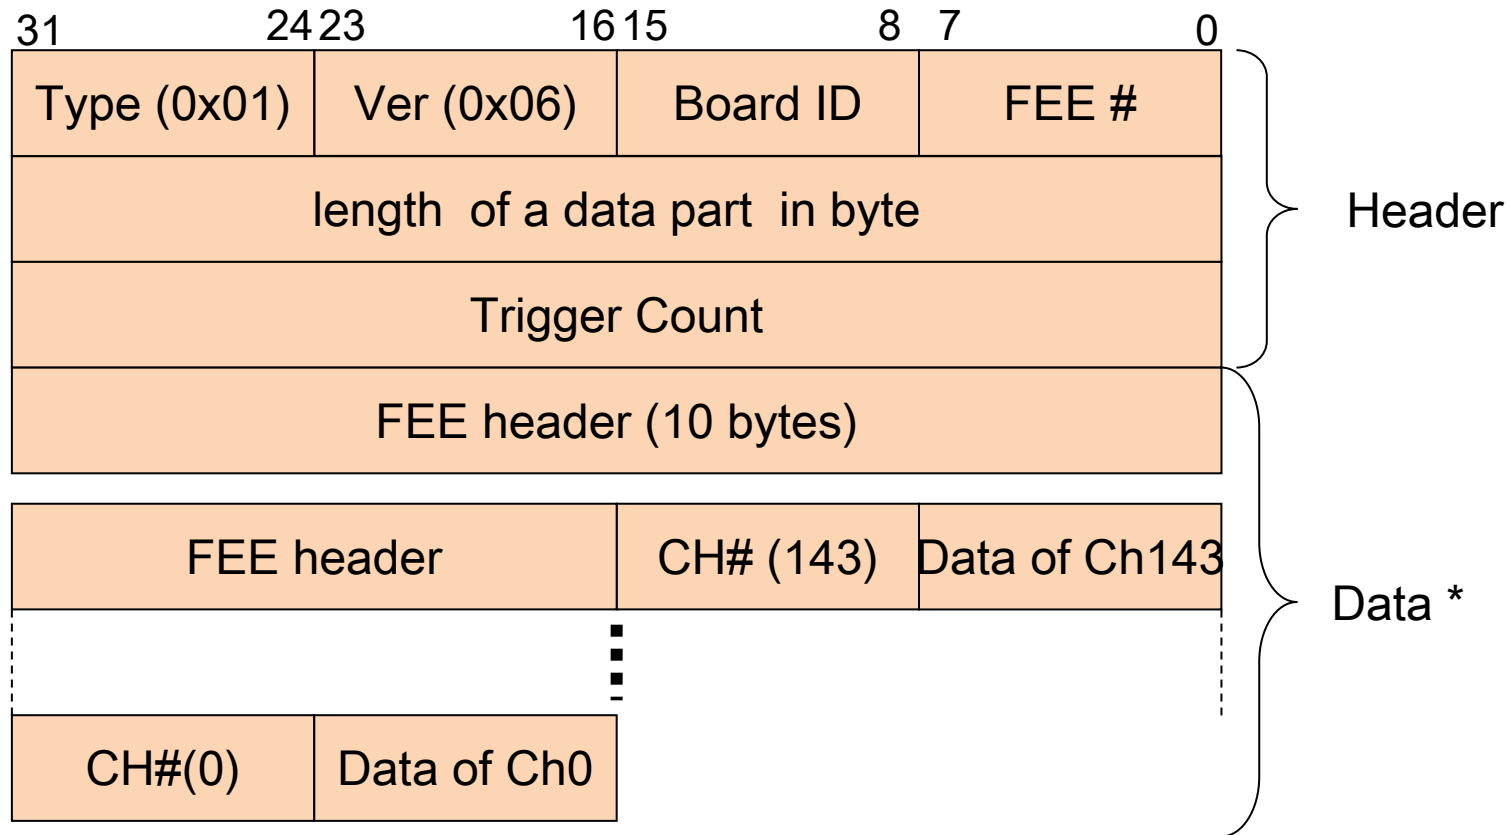 31 24 23 16 15 8 7 0
Type (0x01) Ver (0x06) Board ID FEE #
length of a data part in byte
Header
Trigger Count
FEE header (10 bytes)
FEE header CH# (143) Data of Ch143
Data *
CH#(0) Data of Ch0